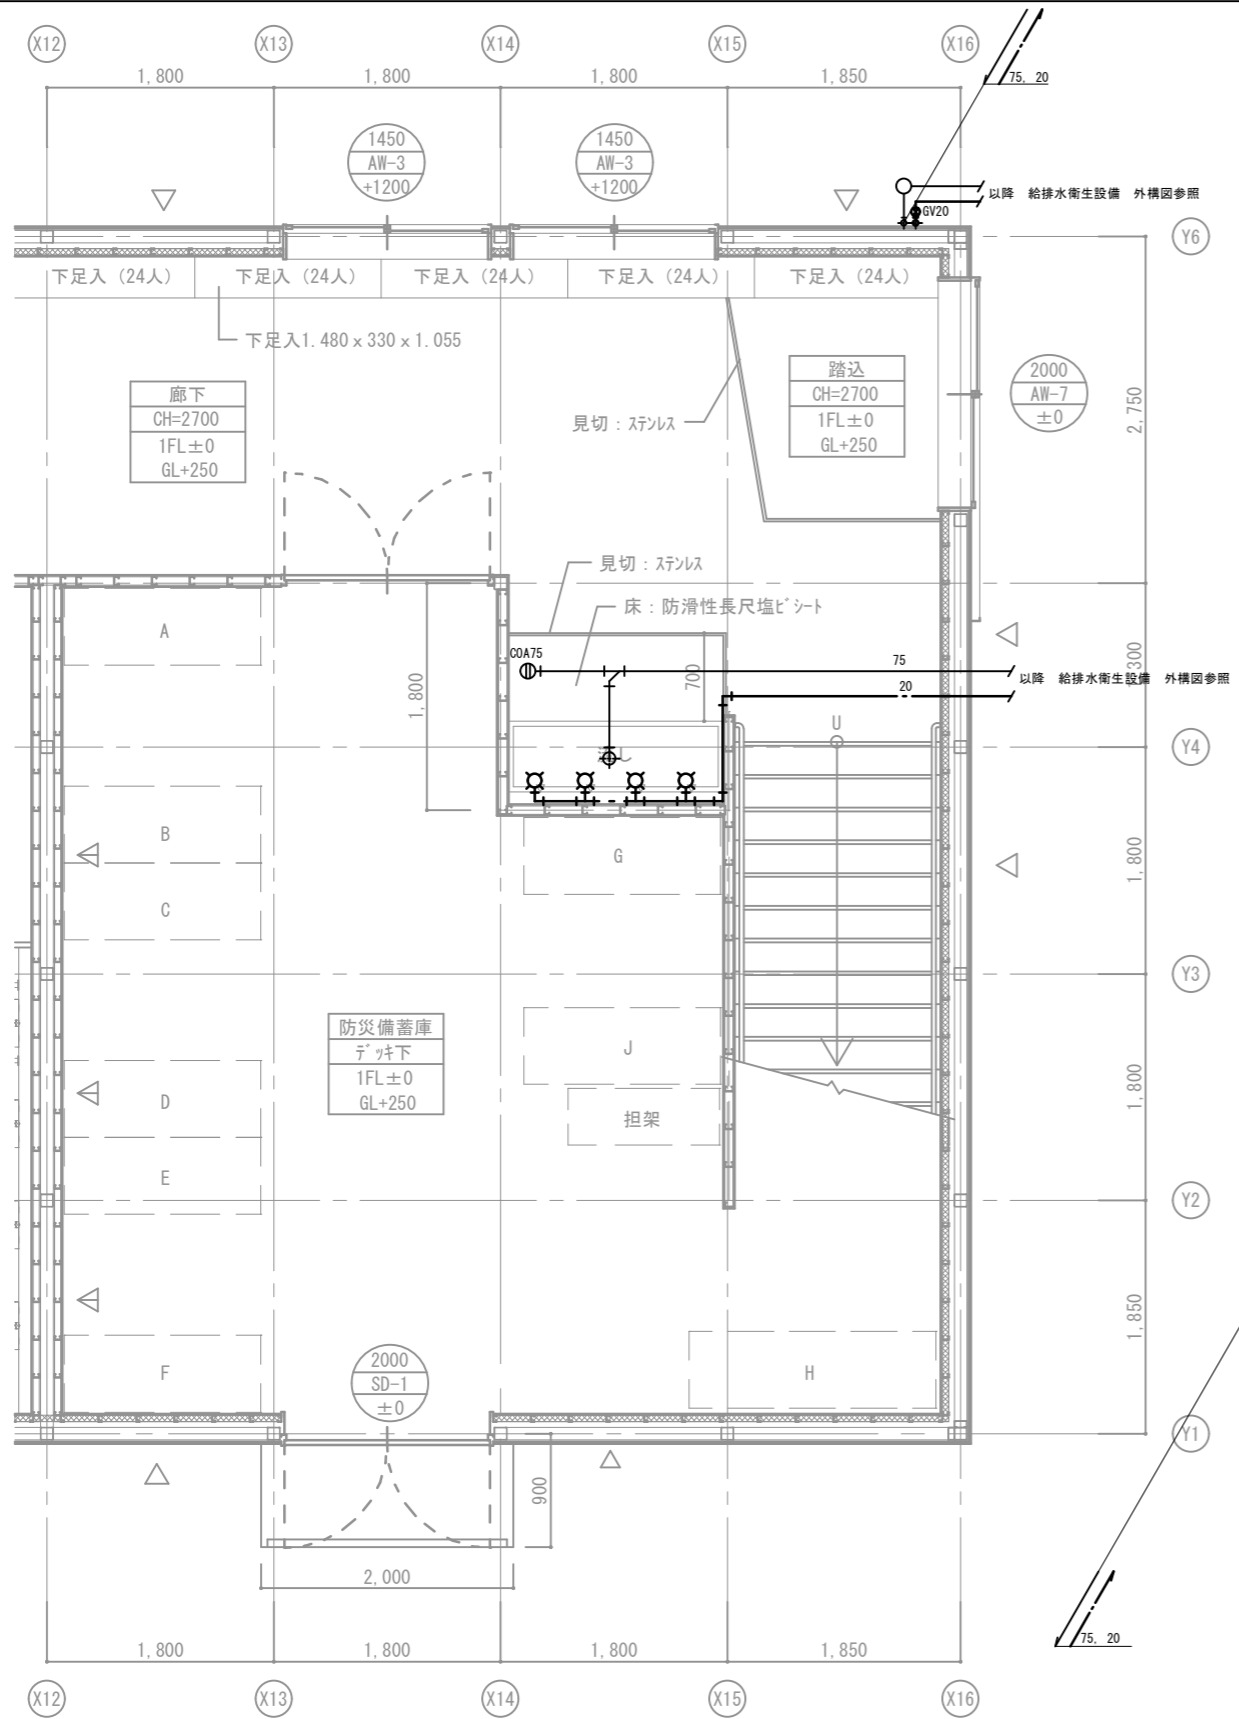 X12 X13 X14 X15 X16
1,800 1,800 1,800 1,850
75, 20
1450
AW-3
+1200
1450
AW-3
+1200
以降 給排水衛生設備 外構図参照
GV20
Y6
下足入 (24人) 下足入 (24人) 下足入 (24人) 下足入 (24人) 下足入 (24人)
下足入1.480×330×1.055
廊下
CH=2700
1FL±0
GL+250
踏込
CH=2700
1FL±0
GL+250
2000
AW-7
±0
2,750
見切:ステンレス
見切:ステンレス
床:防滑性長尺塩ビシート
A
COA75
75
以降 給排水衛生設備 外構図参照
20
700
1,800
U
Y4
B
G
1,800
C
Y3
防災備蓄庫
デッキ下
1FL±0
GL+250
J
担架
1,800
D
E
Y2
1,850
F
2000
SD-1
±0
H
Y1
900
2,000
75, 20
1,800 1,800 1,800 1,850
X12 X13 X14 X15 X16